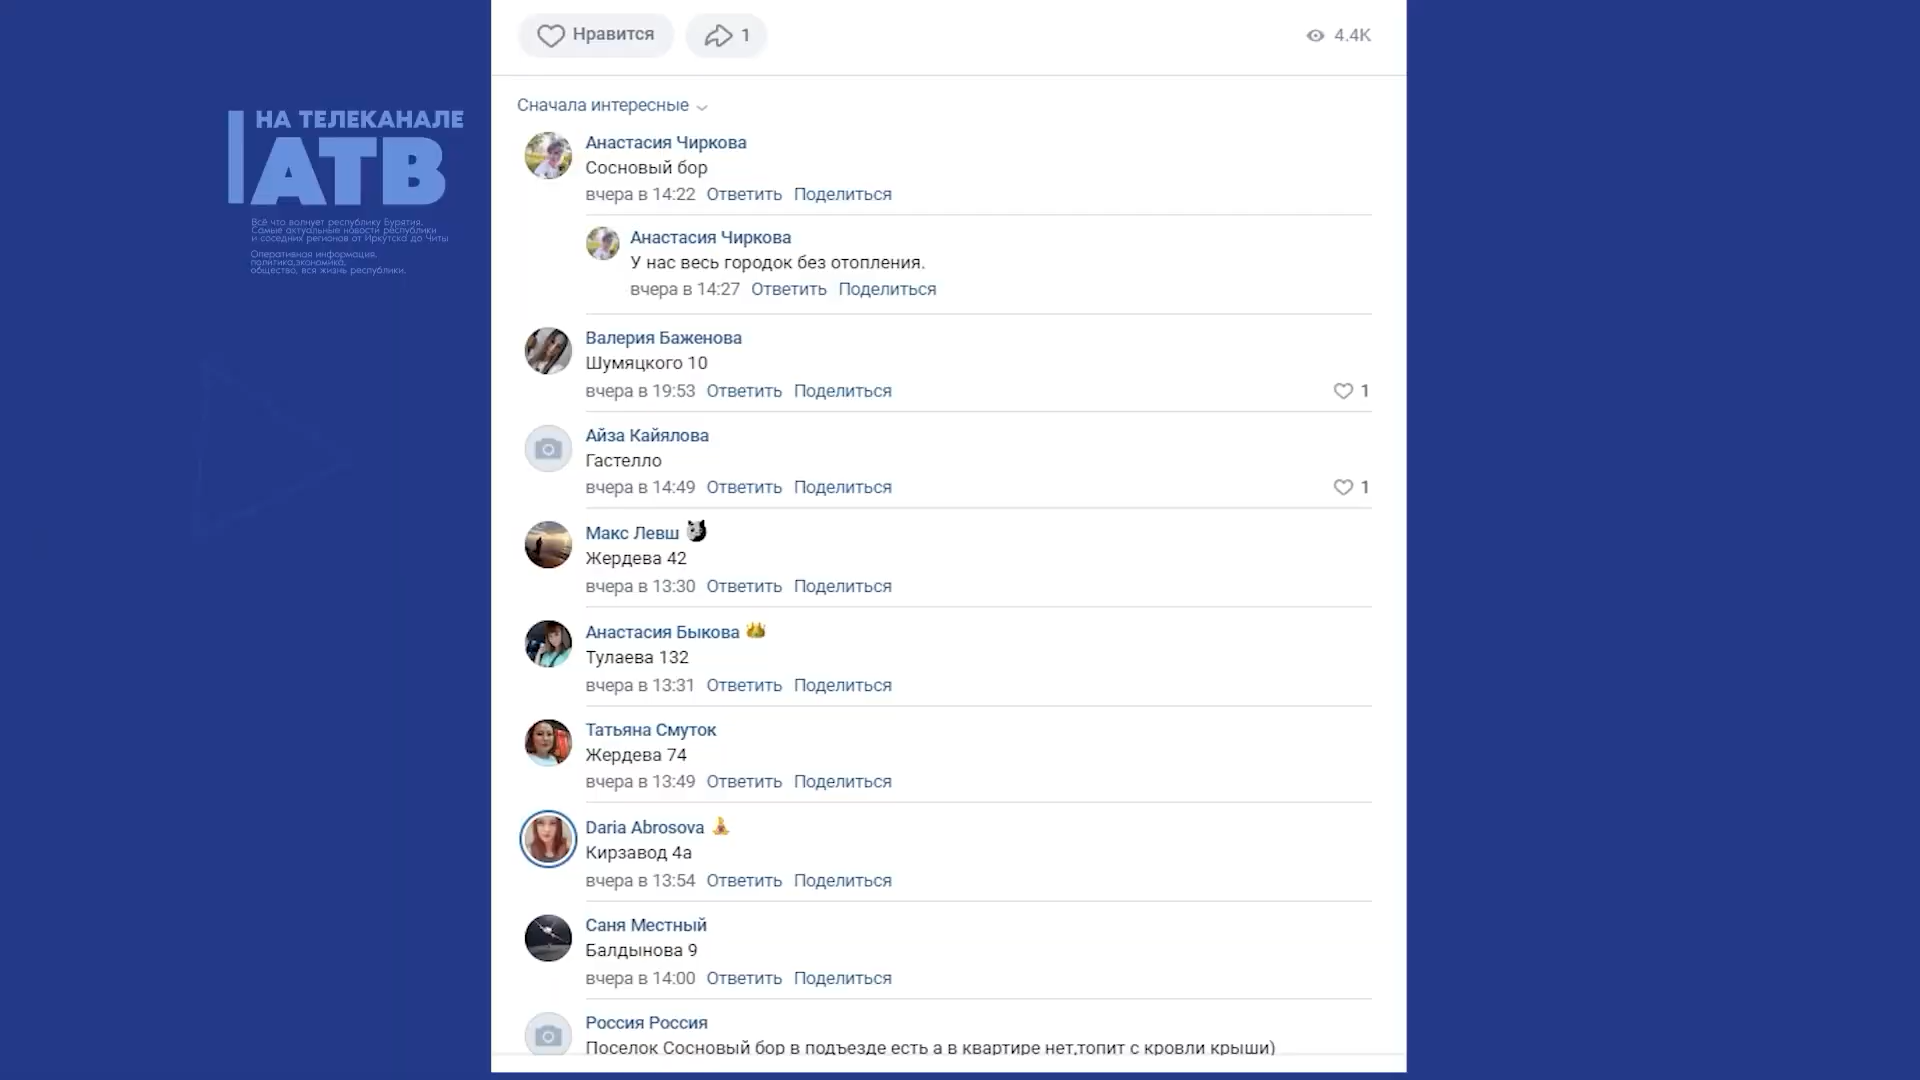 Нравится
1
4.4K
НА ТЕЛЕКАНАЛЕ
АТВ
Всё что волнует республику Бурятия.
Самые актуальные новости республики
и соседних регионов от Иркутска до Читы
Оперативная информация,
политика,экономика,
общество, вся жизнь республики.
Сначала интересные
Анастасия Чиркова
Сосновый бор
вчера в 14:22 Ответить Поделиться
Анастасия Чиркова
У нас весь городок без отопления.
вчера в 14:27 Ответить Поделиться
Валерия Баженова
Шумяцкого 10
вчера в 19:53 Ответить Поделиться 1
Айза Кайялова
Гастелло
вчера в 14:49 Ответить Поделиться 1
Макс Левш
Жердева 42
вчера в 13:30 Ответить Поделиться
Анастасия Быкова
Тулаева 132
вчера в 13:31 Ответить Поделиться
Татьяна Смуток
Жердева 74
вчера в 13:49 Ответить Поделиться
Daria Abrosova
Кирзавод 4а
вчера в 13:54 Ответить Поделиться
Саня Местный
Балдынова 9
вчера в 14:00 Ответить Поделиться
Россия Россия
Поселок Сосновый бор в подъезде есть а в квартире нет,топит с кровли крыши)